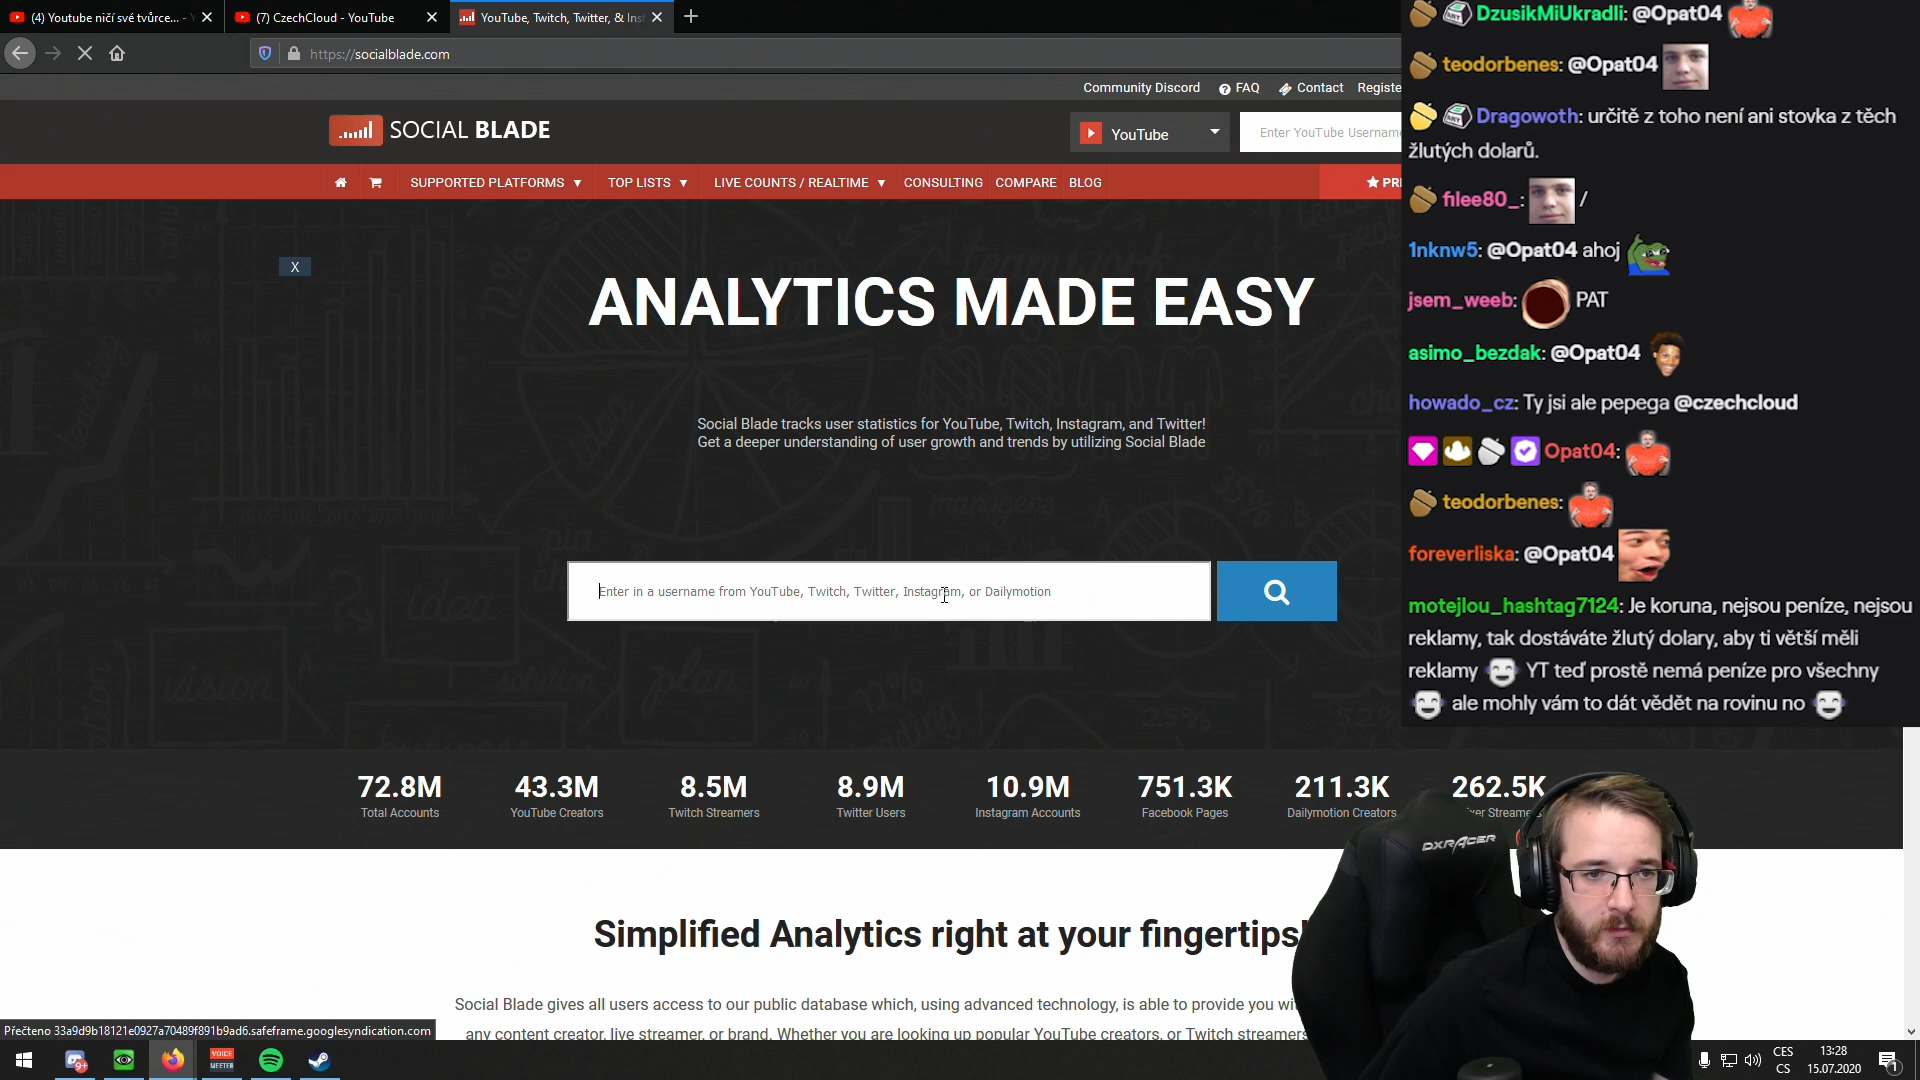 (4) Youtube ničí své tvůrce... -
(7) CzechCloud - YouTube
YouTube, Twitch, Twitter, & Inst
https://socialblade.com
Community Discord
FAQ
Contact
Registe
SOCIAL BLADE
YouTube
Enter YouTube Username
SUPPORTED PLATFORMS ▼
TOP LISTS ▼
LIVE COUNTS / REALTIME ▼
CONSULTING
COMPARE
BLOG
PRE
X
ANALYTICS MADE EASY
Social Blade tracks user statistics for YouTube, Twitch, Instagram, and Twitter!
Get a deeper understanding of user growth and trends by utilizing Social Blade
Enter in a username from YouTube, Twitch, Twitter, Instagram, or Dailymotion
72.8M
Total Accounts
43.3M
YouTube Creators
8.5M
Twitch Streamers
8.9M
Twitter Users
10.9M
Instagram Accounts
751.3K
Facebook Pages
211.3K
Dailymotion Creators
262.5K
Simplified Analytics right at your fingertips!
Social Blade gives all users access to our public database which, using advanced technology, is able to provide you wit
any content creator, live streamer, or brand. Whether you are looking up popular YouTube creators, or Twitch streamers
Přečteno 33a9d9b18121e0927a70489f891b9ad6.safeframe.googlesyndication.com
DzusikMiUkradli: @Opat04
teodorbenes: @Opat04
Dragowoth: určitě z toho není ani stovka z těch
žlutých dolarů.
filee80_: /
1nknw5: @Opat04 ahoj
jsem_weeb: PAT
asimo_bezdak: @Opat04
howado_cz: Ty jsi ale pepega @czechcloud
Opat04:
teodorbenes:
foreverliska: @Opat04
motejlou_hashtag7124: Je koruna, nejsou peníze, nejsou
reklamy, tak dostáváte žlutý dolary, aby ti větší měli
reklamy YT teď prostě nemá peníze pro všechny
ale mohly vám to dát vědět na rovinu no
DXRACER
9+
VOICE
MEETER
CES
CS
13:28
15.07.2020
1